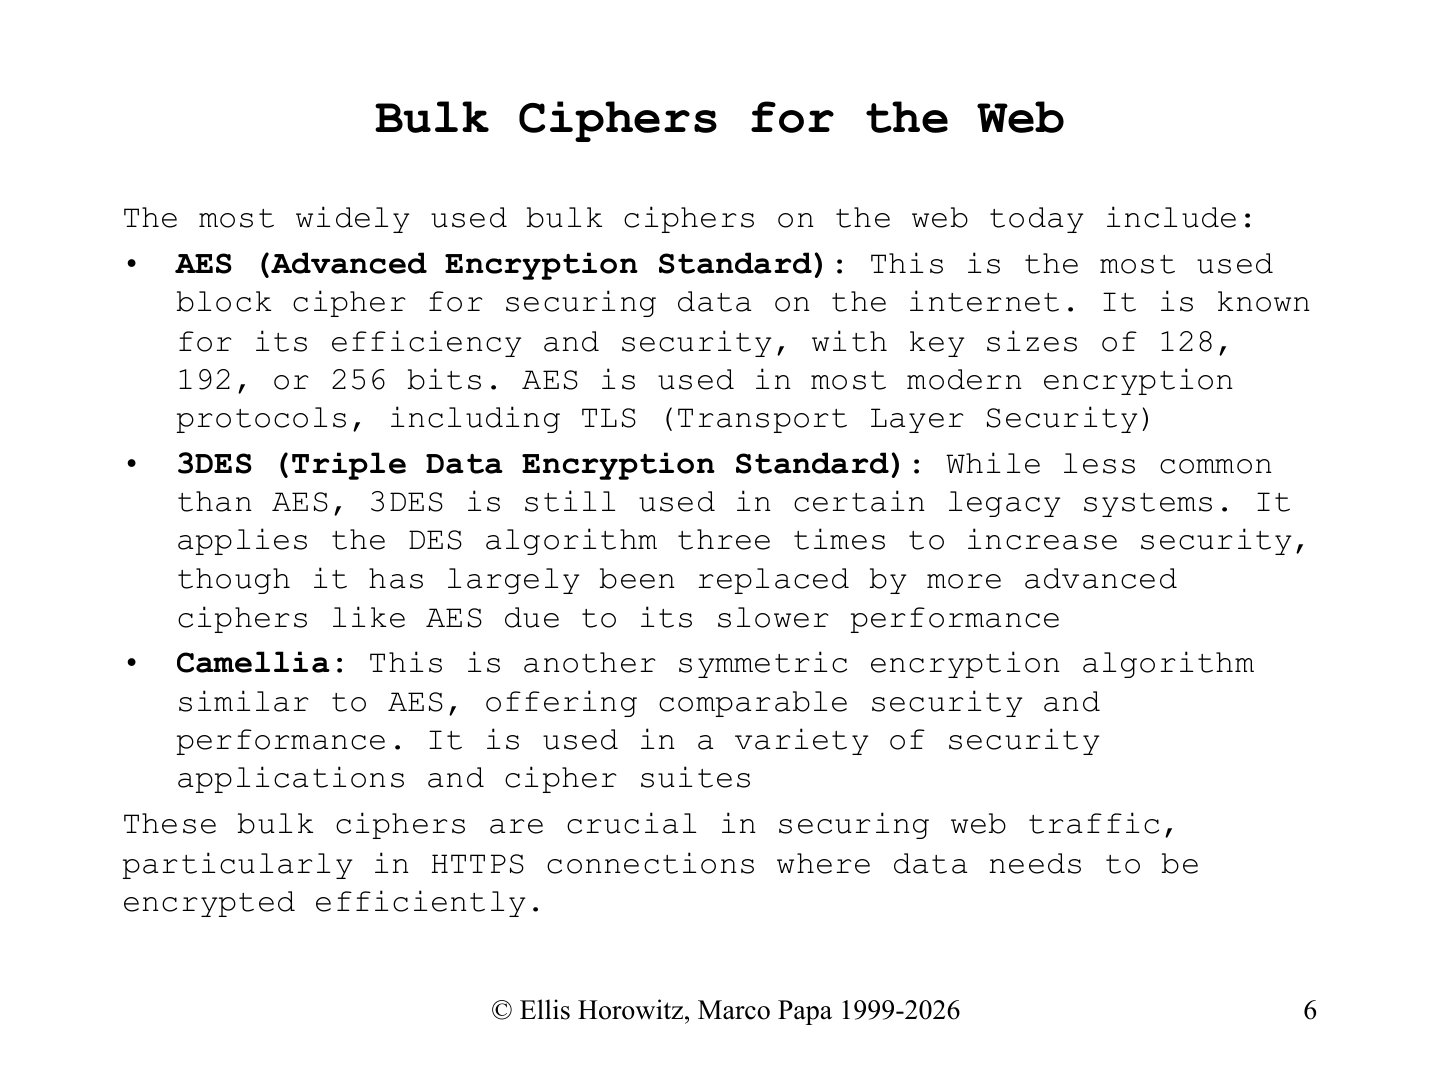 Bulk Ciphers for the Web
The most widely used bulk ciphers on the web today include:
• AES (Advanced Encryption Standard): This is the most used
block cipher for securing data on the internet. It is known
for its efficiency and security, with key sizes of 128,
192, or 256 bits. AES is used in most modern encryption
protocols, including TLS (Transport Layer Security)
• 3DES (Triple Data Encryption Standard): While less common
than AES, 3DES is still used in certain legacy systems. It
applies the DES algorithm three times to increase security,
though it has largely been replaced by more advanced
ciphers like AES due to its slower performance
• Camellia: This is another symmetric encryption algorithm
similar to AES, offering comparable security and
performance. It is used in a variety of security
applications and cipher suites
These bulk ciphers are crucial in securing web traffic,
particularly in HTTPS connections where data needs to be
encrypted efficiently.
© Ellis Horowitz, Marco Papa 1999-2026
6